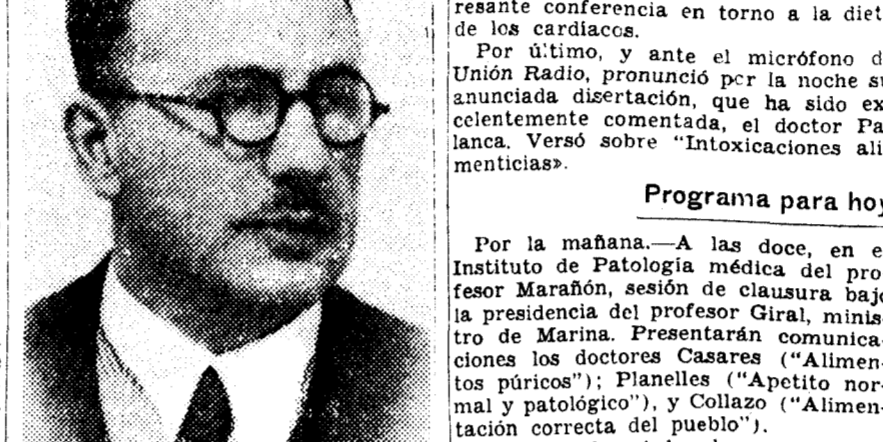 resante conferencia en torno a la diet
de los cardíacos.
Por último, y ante el micrófono d
Unión Radio, pronunció por la noche su
anunciada disertación, que ha sido ex
celentemente comentada, el doctor Pa
lanca. Versó sobre “Intoxicaciones ali
menticias».
Programa para hoy
Por la mañana.—A las doce, en e
Instituto de Patología médica del pro
fesor Marañón, sesión de clausura bajo
la presidencia del profesor Giral, minis
tro de Marina. Presentarán comunica-
ciones los doctores Casares (“Alimen-
tos púricos”); Planelles (“Apetito nor-
mal y patológico”), y Collazo (“Alimen-
tación correcta del pueblo”).